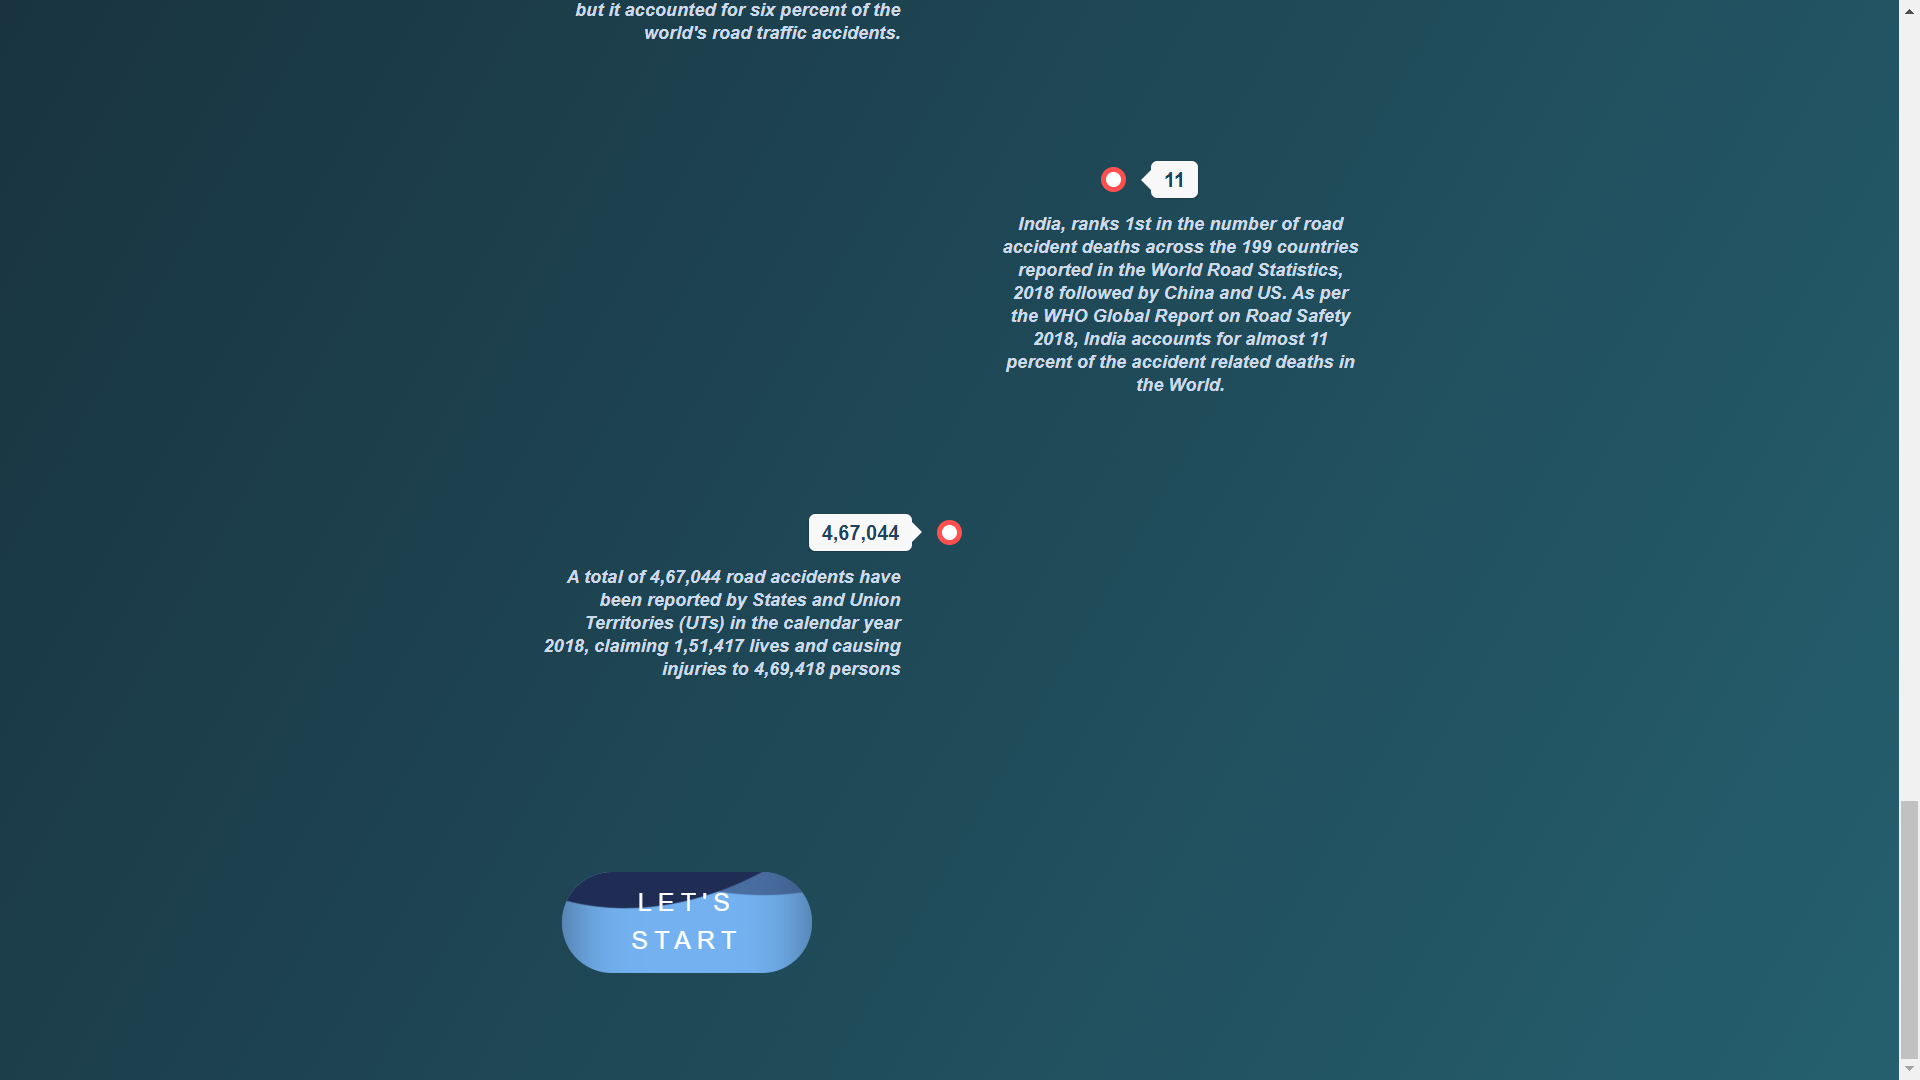 but it accounted for six percent of the
world's road traffic accidents.
11
India, ranks 1st in the number of road
accident deaths across the 199 countries
reported in the World Road Statistics,
2018 followed by China and US. As per
the WHO Global Report on Road Safety
2018, India accounts for almost 11
percent of the accident related deaths in
the World.
4,67,044
A total of 4,67,044 road accidents have
been reported by States and Union
Territories (UTs) in the calendar year
2018, claiming 1,51,417 lives and causing
injuries to 4,69,418 persons
LET'S
START